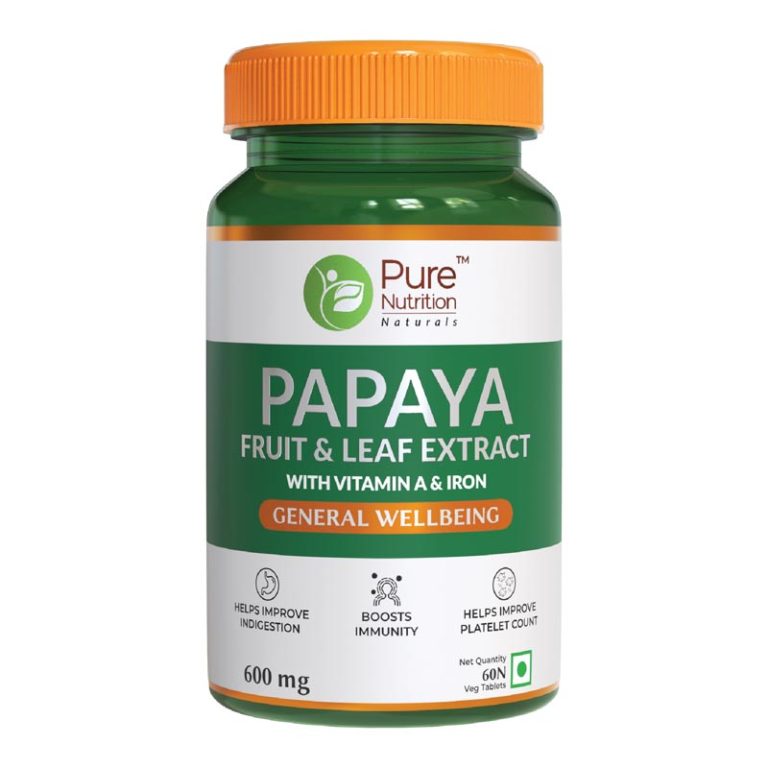 Pure™
Nutrition
Naturals
PAPAYA
FRUIT & LEAF EXTRACT
WITH VITAMIN A & IRON
GENERAL WELLBEING
HELPS IMPROVE
INDIGESTION
BOOSTS
IMMUNITY
HELPS IMPROVE
PLATELET COUNT
600 mg
Net Quantity
60N
Veg Tablets